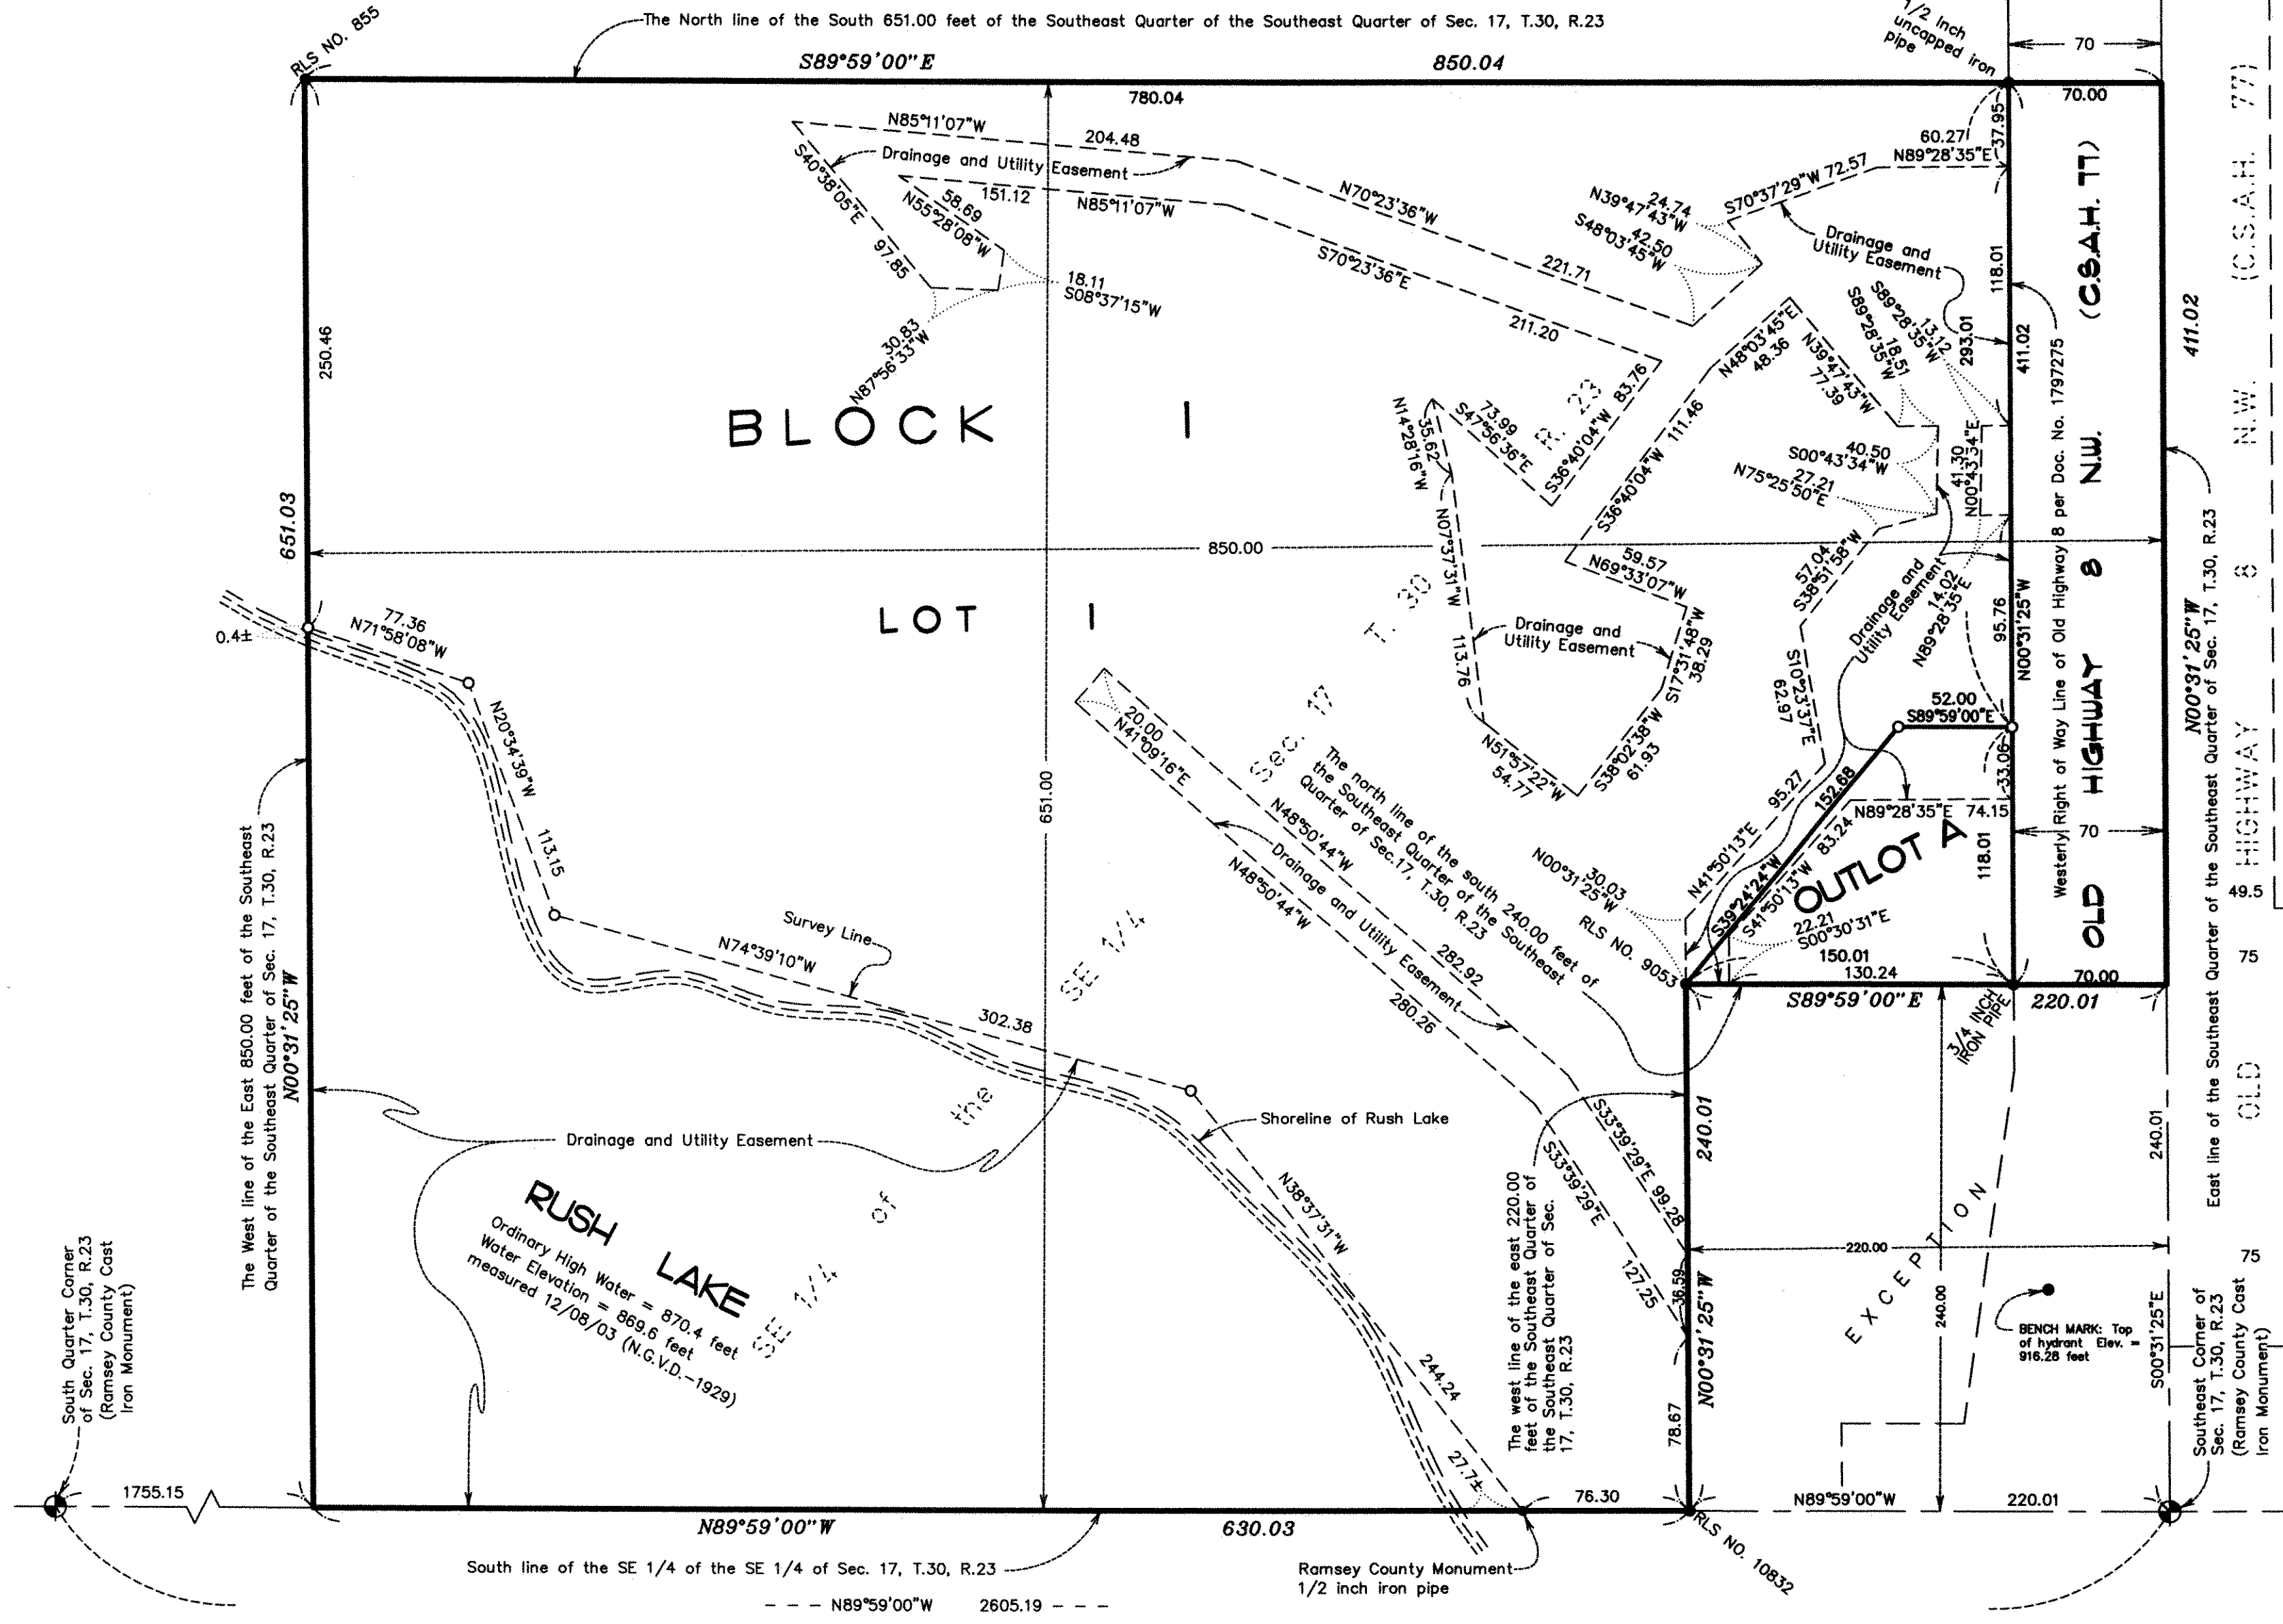 The North line of the South 651.00 feet of the Southeast Quarter of the Southeast Quarter of Sec. 17, T.30, R.23
RLS NO. 855
S89°59'00"E
850.04
1/2 Inch
uncapped iron
pipe
70
780.04
70.00
N85°11'07"W
204.48
Drainage and Utility Easement
S40°38'05"E
97.85
151.12
N85°11'07"W
58.69
N55°28'08"W
18.11
S08°37'15"W
30.83
N87°56'33"W
N70°23'36"W
221.71
S70°23'36"E
211.20
24.74
N39°47'43"W
42.50
S48°03'45"W
S70°37'29"W 72.57
60.27
N89°28'35"E
37.95
Drainage and
Utility Easement
118.01
293.01
411.02
S89°28'35"W
13.12
S89°28'35"W
18.51
N48°03'45"E
48.36
N39°47'43"W
77.39
40.50
S00°43'34"W
27.21
N75°25'50"E
41.30
N00°43'34"E
S36°40'04"W 111.46
S36°40'04"W 83.76
73.99
S47°56'36"E
35.62
N14°28'16"W
N07°37'31"W
113.76
R. 23
250.46
651.03
BLOCK 1
850.00
LOT 1
59.57
N69°33'07"W
Drainage and
Utility Easement
S17°31'48"W
38.29
S38°02'38"W
61.93
N51°57'22"W
54.77
57.04
S38°51'58"W
S10°23'37"E
62.97
Drainage and
Utility Easement
14.02
N89°28'35"E
95.76
N00°31'25"W
Westerly Right of Way Line of Old Highway 8 per Doc. No. 1797275
OLD HIGHWAY 8 N.W. (C.S.A.H. 77)
411.02
N00°31'25"W
East line of the Southeast Quarter of the Southeast Quarter of Sec. 17, T.30, R.23
OLD HIGHWAY 8 N.W. (C.S.A.H. 77)
49.5
75
75
52.00
S89°59'00"E
33.06
N89°28'35"E 74.15
70
118.01
95.27
N41°50'13"E
152.68
S39°24'24"W
S41°50'13"W 83.24
OUTLOT A
22.21
S00°30'31"E
150.01
130.24
70.00
S89°59'00"E
220.01
3/4 INCH
IRON PIPE
30.03
N00°31'25"W
RLS NO. 9053
The north line of the south 240.00 feet of
the Southeast Quarter of the Southeast
Quarter of Sec.17, T.30, R.23
T. 30
Sec. 17
SE 1/4
the
of
SE 1/4
0.4±
77.36
N71°58'08"W
N20°34'39"W
113.15
Survey Line
N74°39'10"W
302.38
651.00
20.00
N41°09'16"E
N48°50'44"W
282.92
Drainage and Utility Easement
N48°50'44"W
280.26
Shoreline of Rush Lake
N38°37'31"W
244.24
27.7±
S33°39'29"E 99.28
S33°39'29"E
127.25
240.01
36.59
N00°31'25"W
78.67
The west line of the east 220.00
feet of the Southeast Quarter of
the Southeast Quarter of Sec.
17, T.30, R.23
220.00
240.00
240.01
S00°31'25"E
EXCEPTION
BENCH MARK: Top
of hydrant Elev. =
916.28 feet
Southeast Corner of
Sec. 17, T.30, R.23
(Ramsey County Cast
Iron Monument)
The West line of the East 850.00 feet of the Southeast
Quarter of the Southeast Quarter of Sec. 17, T.30, R.23
N00°31'25"W
Drainage and Utility Easement
RUSH LAKE
Ordinary High Water = 870.4 feet
Water Elevation = 869.6 feet
measured 12/08/03 (N.G.V.D.-1929)
South Quarter Corner
of Sec. 17, T.30, R.23
(Ramsey County Cast
Iron Monument)
1755.15
N89°59'00"W
630.03
76.30
N89°59'00"W
220.01
RLS NO. 10832
South line of the SE 1/4 of the SE 1/4 of Sec. 17, T.30, R.23
Ramsey County Monument
1/2 inch iron pipe
N89°59'00"W 2605.19